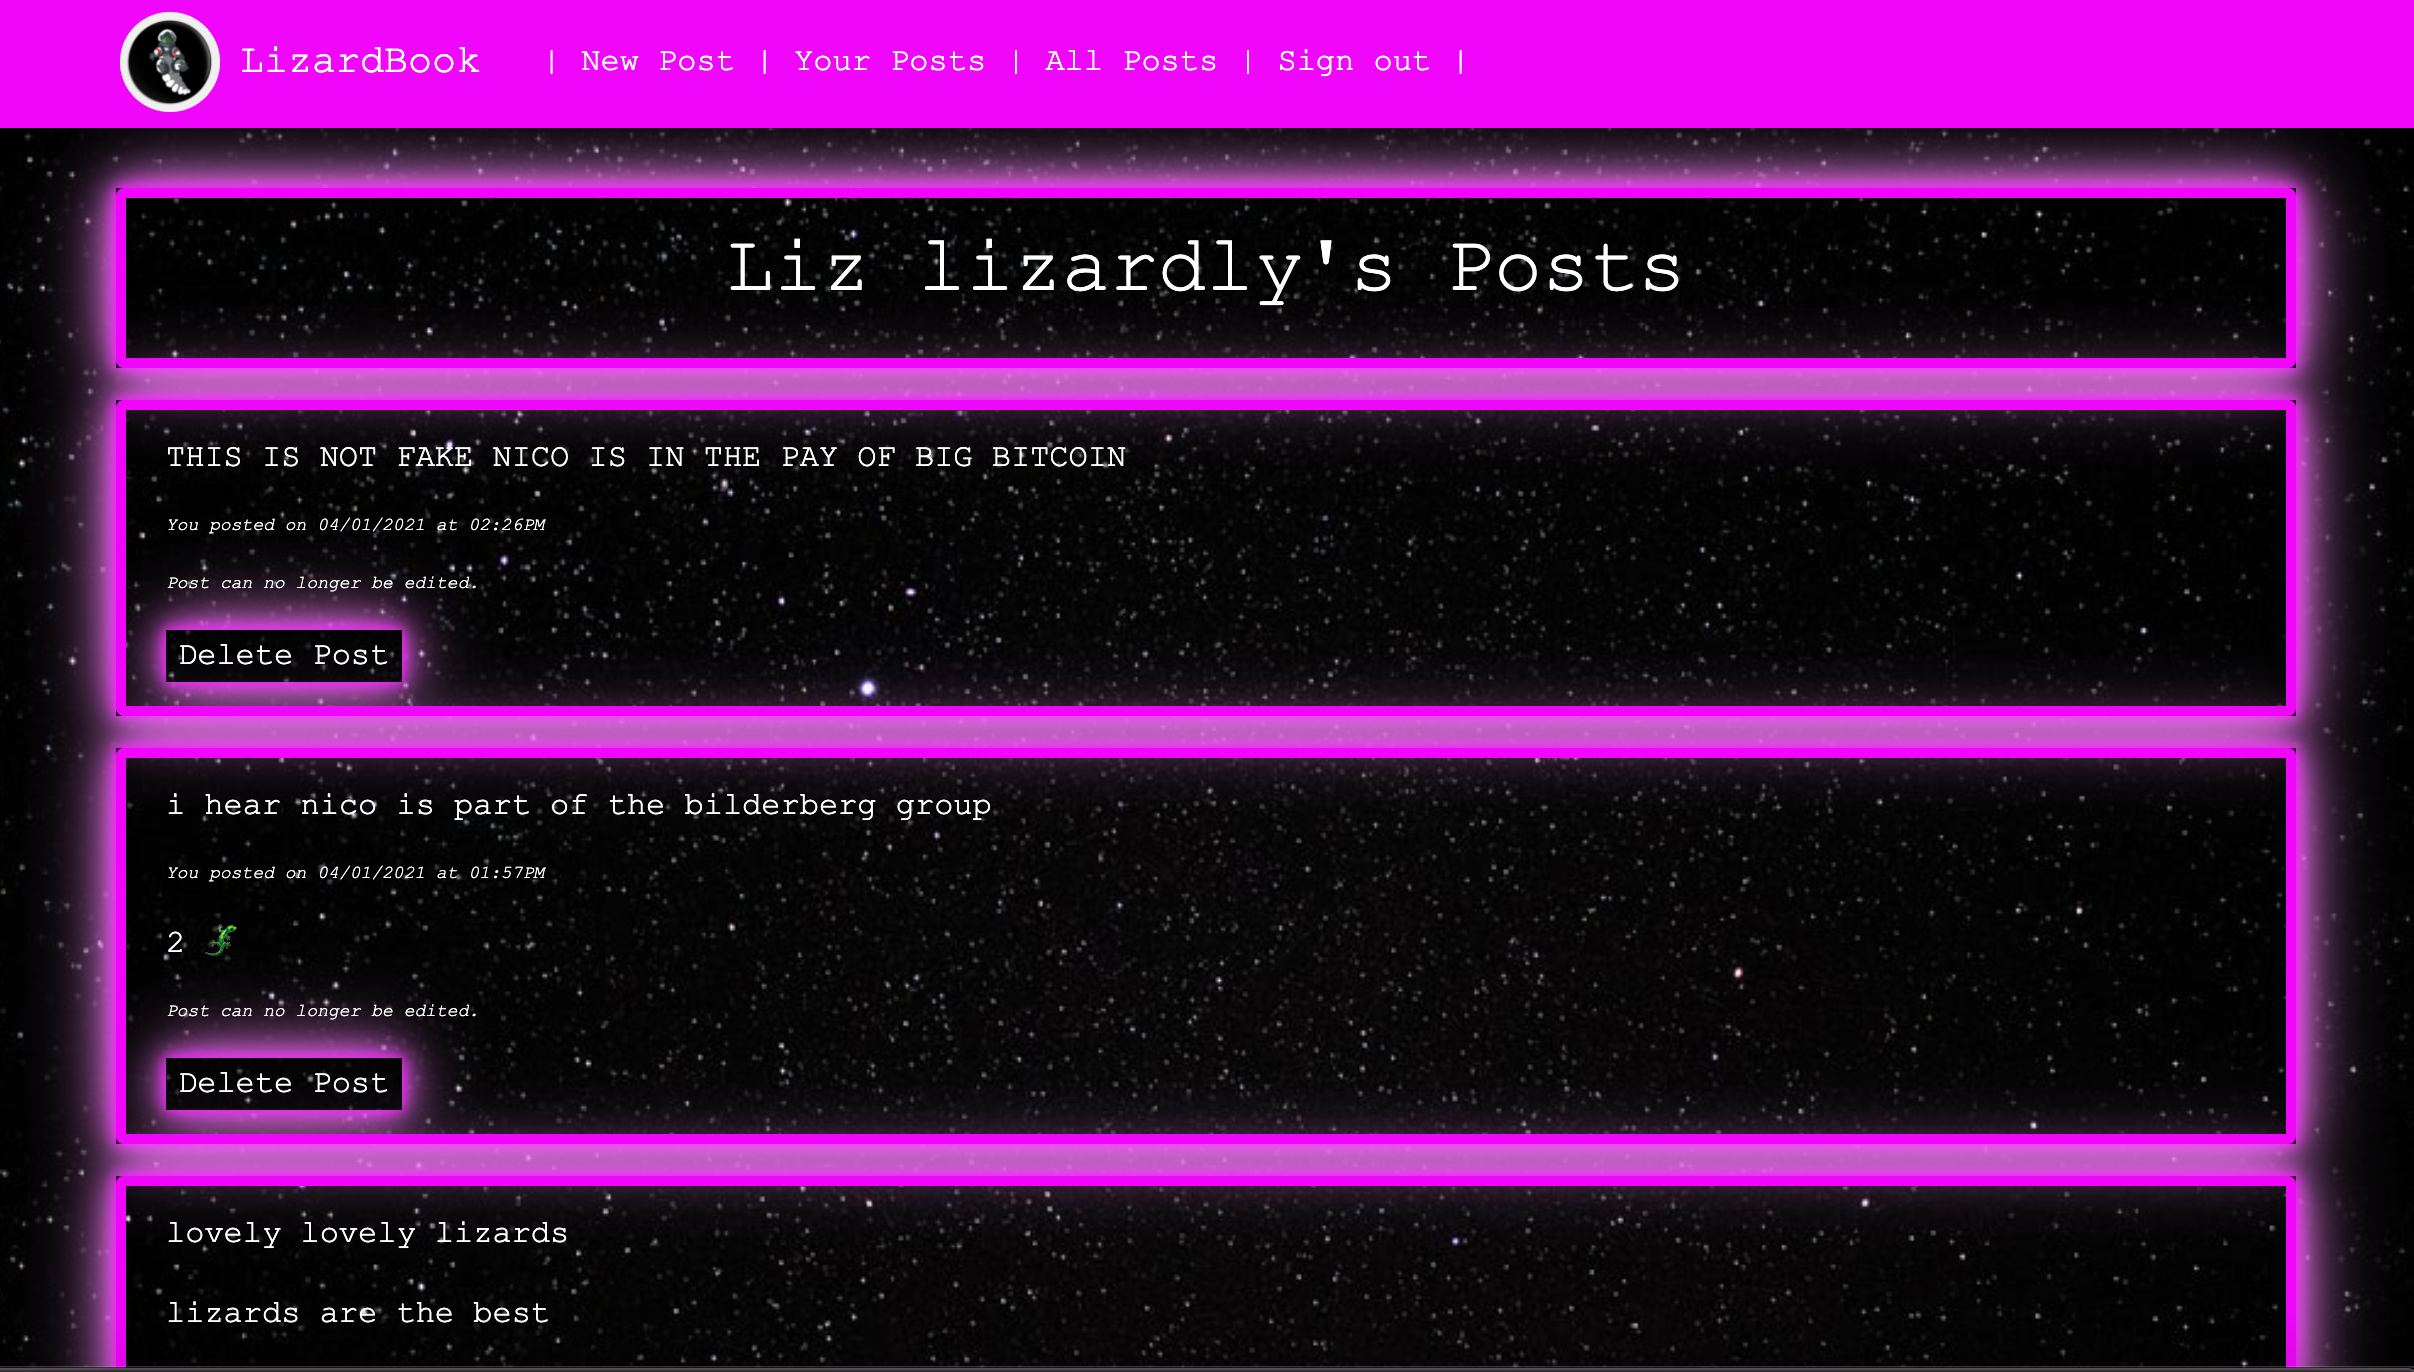 LizardBook | New Post | Your Posts | All Posts | Sign out |
Liz lizardly's Posts
THIS IS NOT FAKE NICO IS IN THE PAY OF BIG BITCOIN
You posted on 04/01/2021 at 02:26PM
Post can no longer be edited.
Delete Post
i hear nico is part of the bilderberg group
You posted on 04/01/2021 at 01:57PM
2 🦎
Post can no longer be edited.
Delete Post
lovely lovely lizards
lizards are the best